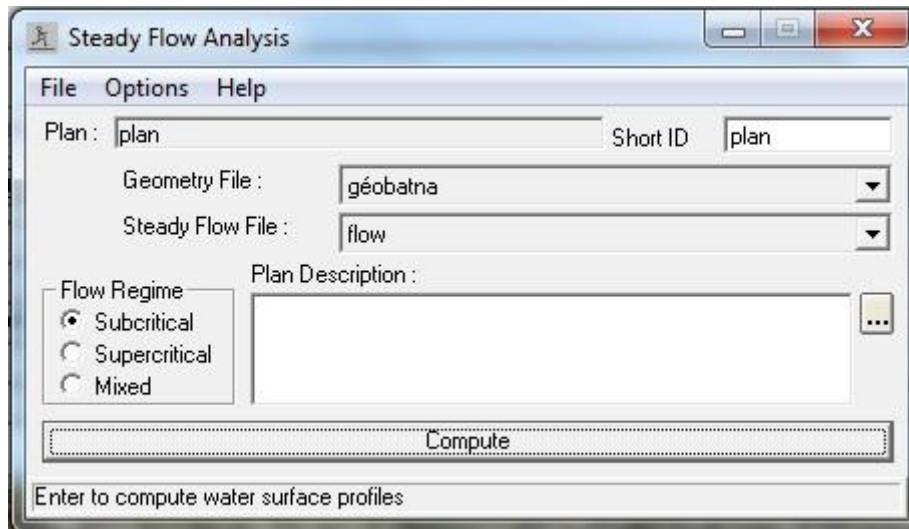 Steady Flow Analysis
File Options Help
Plan : plan Short ID plan
Geometry File : géobatna
Steady Flow File : flow
Plan Description :
Flow Regime
Subcritical
Supercritical
Mixed
...
Compute
Enter to compute water surface profiles